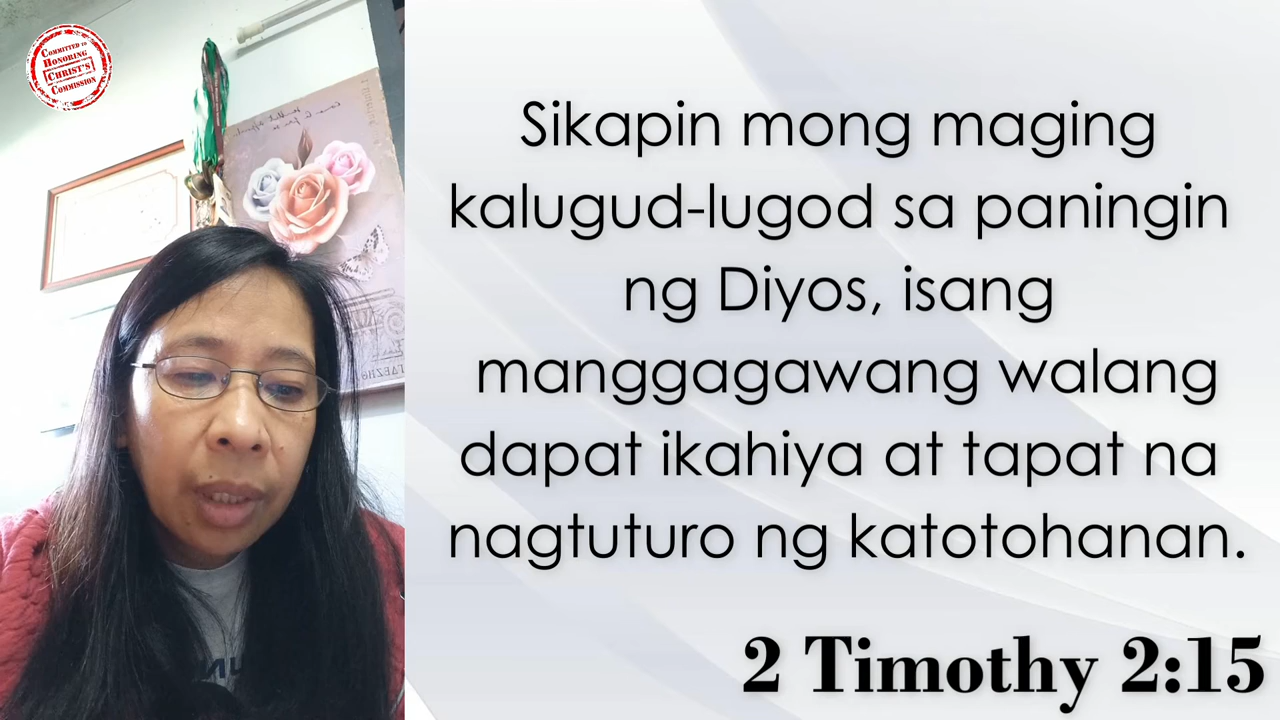 COMMITTED TO
HONORING
CHRIST'S
COMMISSION
Sikapin mong maging
kalugud-lugod sa paningin
ng Diyos, isang
manggagawang walang
dapat ikahiya at tapat na
nagtuturo ng katotohanan.
2 Timothy 2:15